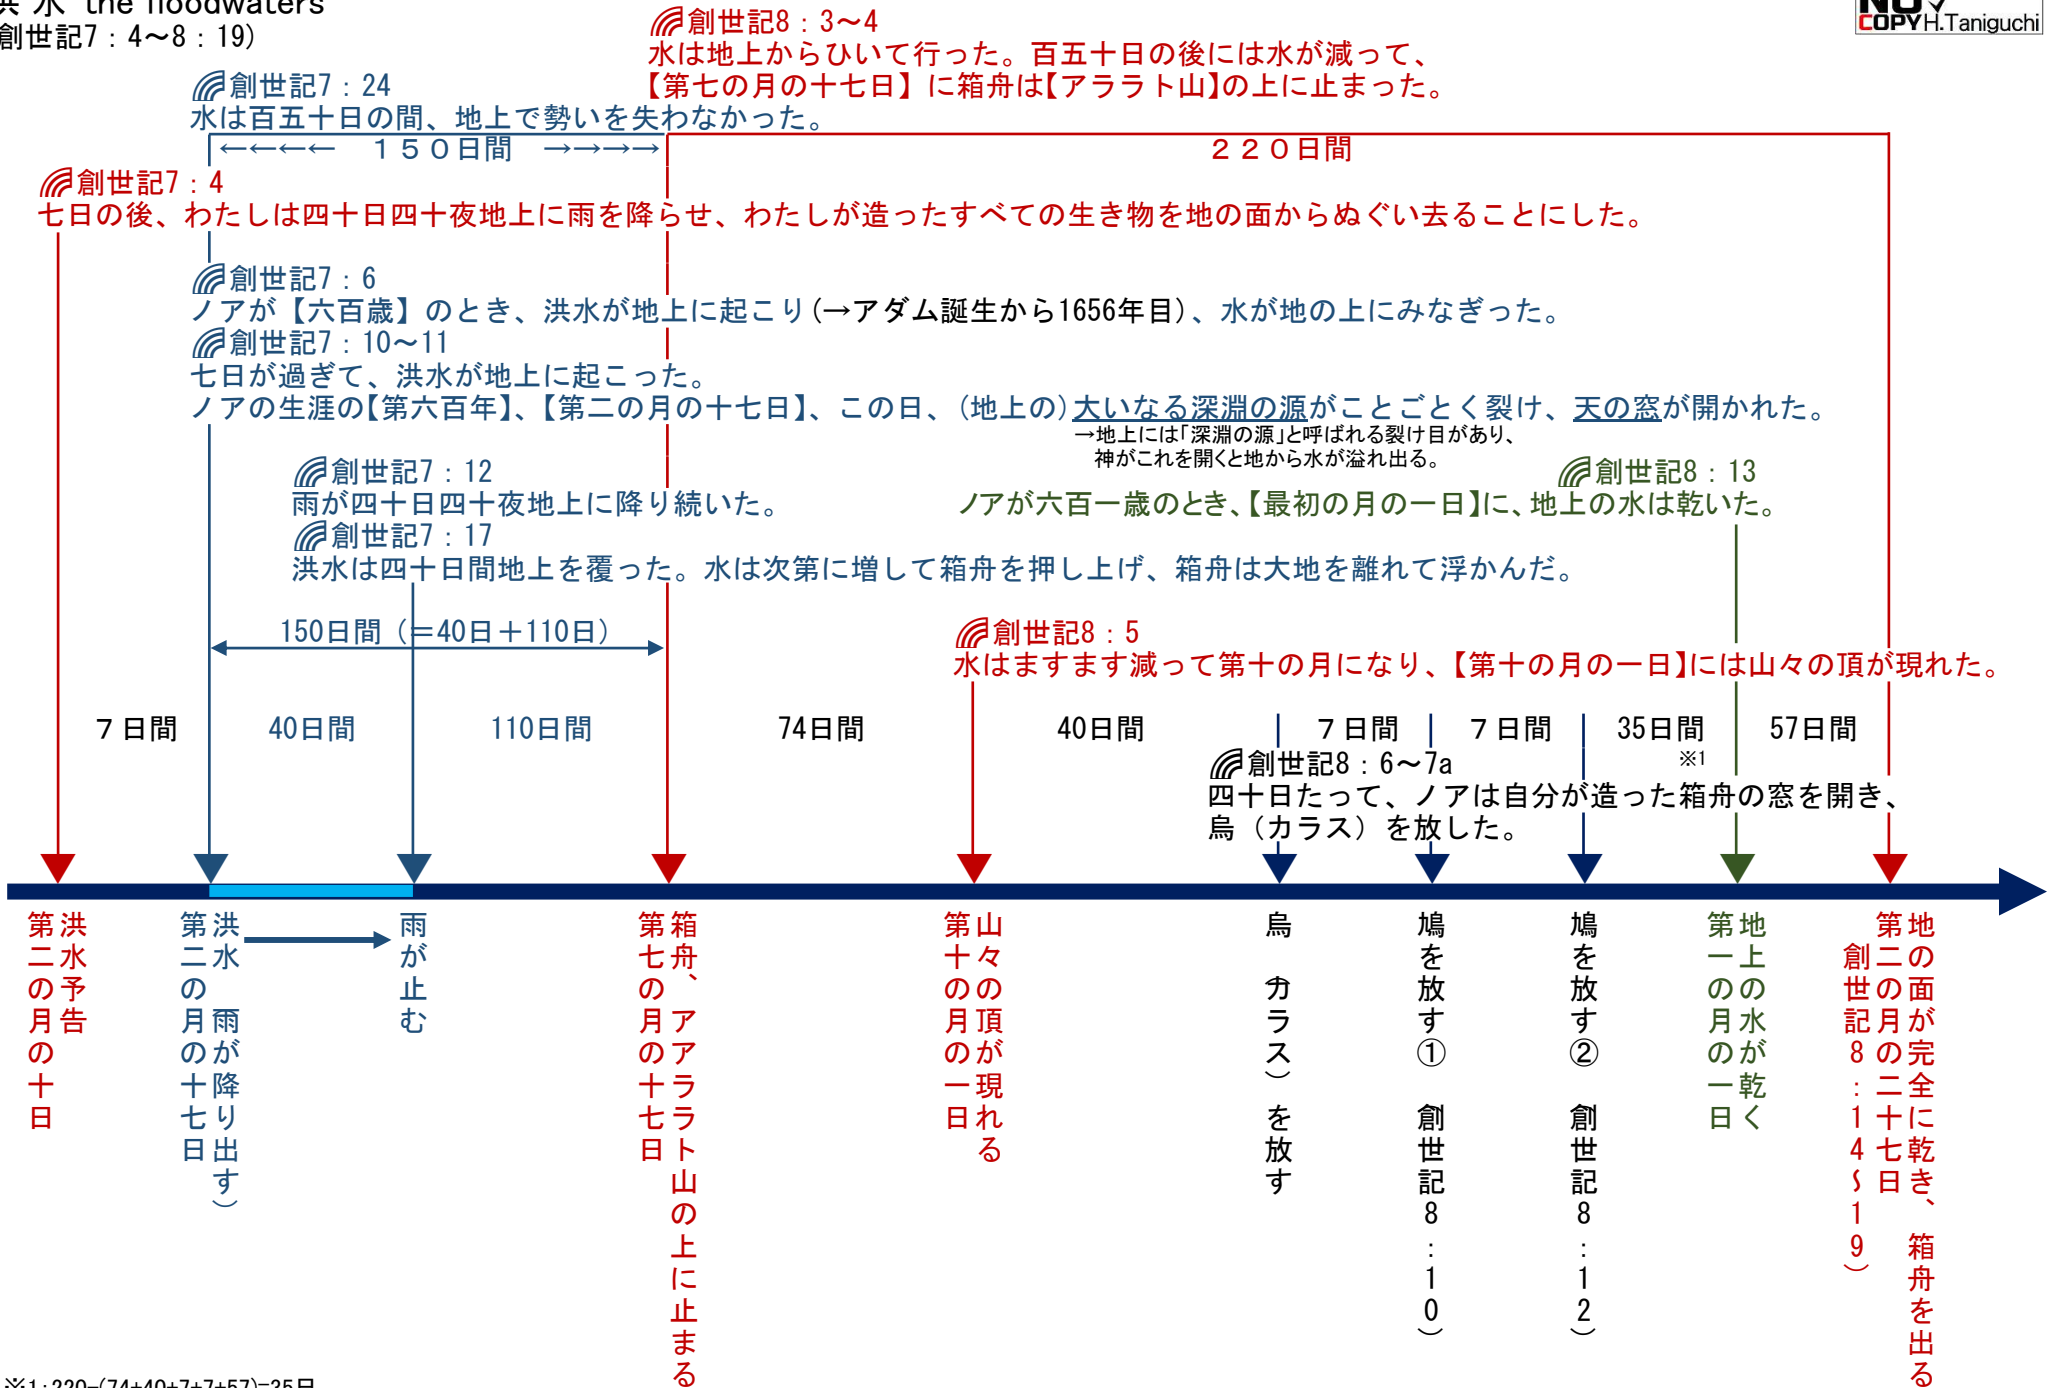 洪 水 the floodwaters
創世記7：4～8：19)
NO
COPY H.Taniguchi
創世記8：3～4
水は地上からひいて行った。百五十日の後には水が減って、
【第七の月の十七日】に箱舟は【アララト山】の上に止まった。
創世記7：24
水は百五十日の間、地上で勢いを失わなかった。
←←←← １５０日間 →→→→
２２０日間
創世記7：4
七日の後、わたしは四十日四十夜地上に雨を降らせ、わたしが造ったすべての生き物を地の面からぬぐい去ることにした。
創世記7：6
ノアが【六百歳】のとき、洪水が地上に起こり(→アダム誕生から1656年目)、水が地の上にみなぎった。
創世記7：10～11
七日が過ぎて、洪水が地上に起こった。
ノアの生涯の【第六百年】、【第二の月の十七日】、この日、(地上の)大いなる深淵の源がことごとく裂け、天の窓が開かれた。
→地上には「深淵の源」と呼ばれる裂け目があり、
神がこれを開くと地から水が溢れ出る。
創世記7：12
雨が四十日四十夜地上に降り続いた。
創世記8：13
ノアが六百一歳のとき、【最初の月の一日】に、地上の水は乾いた。
創世記7：17
洪水は四十日間地上を覆った。水は次第に増して箱舟を押し上げ、箱舟は大地を離れて浮かんだ。
150日間（＝40日＋110日）
創世記8：5
水はますます減って第十の月になり、【第十の月の一日】には山々の頂が現れた。
７日間
40日間
110日間
74日間
40日間
７日間
７日間
35日間
※1
57日間
創世記8：6～7a
四十日たって、ノアは自分が造った箱舟の窓を開き、
烏（カラス）を放した。
洪水予告
第二の月の十日
洪水 雨が降り出す）
第二の月の十七日
雨が止む
箱舟、アアララト山の上に止まる
第七の月の十七日
山々の頂が現れる
第十の月の一日
烏 カラス）を放す
鳩を放す① 創世記8：10）
鳩を放す② 創世記8：12）
地上の水が乾く
第一の月の一日
地の面が完全に乾き、箱舟を出る
第二の月の二十七日
創世記8：14～19）
※1：220-(74+40+7+7+57)=35日